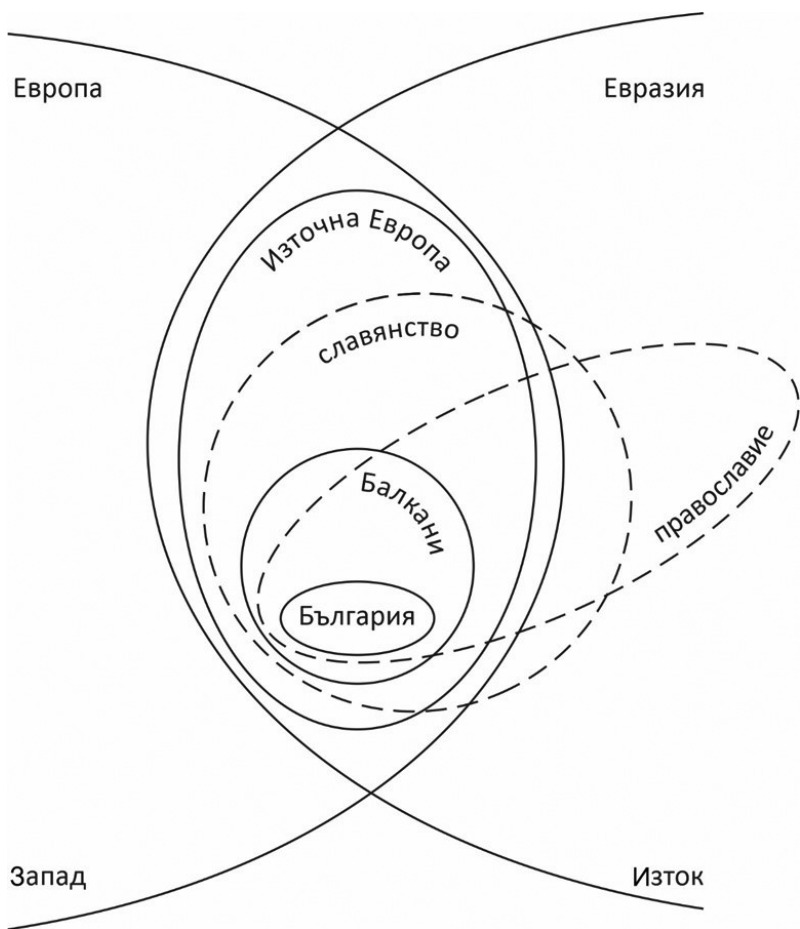 Европа
Евразия
Източна Европа
славянство
православие
Балкани
България
Запад
Изток